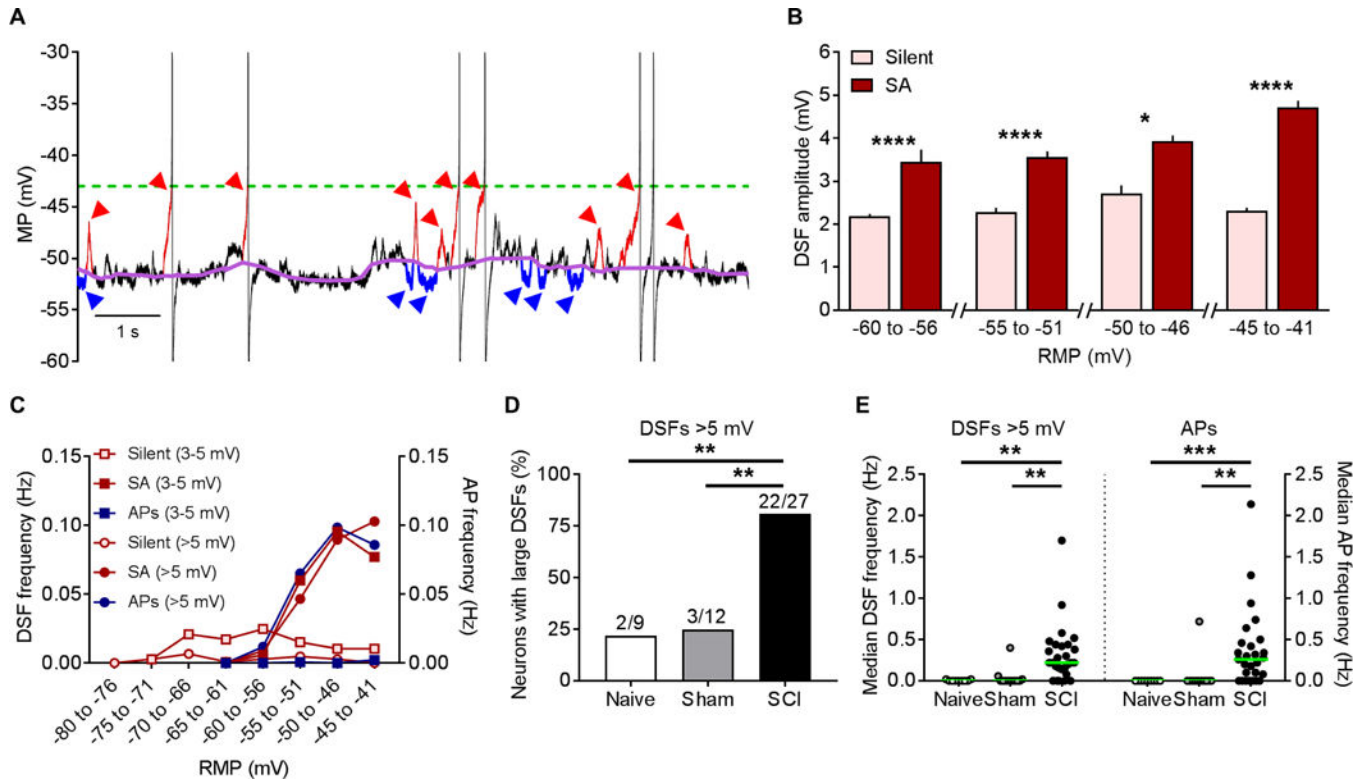 A
-30
-35
-40
-45
-50
-55
-60
MP (mV)
1 s
B
Silent
SA
6
5
4
3
2
1
0
DSF amplitude (mV)
**** **** * ****
-60 to -56 -55 to -51 -50 to -46 -45 to -41
RMP (mV)
C
Silent (3-5 mV)
SA (3-5 mV)
APs (3-5 mV)
Silent (>5 mV)
SA (>5 mV)
APs (>5 mV)
0.15
0.10
0.05
0.00
DSF frequency (Hz)
0.15
0.10
0.05
0.00
AP frequency (Hz)
-80 to -76
-75 to -71
-70 to -66
-65 to -61
-60 to -56
-55 to -51
-50 to -46
-45 to -41
RMP (mV)
D
DSFs >5 mV
**
**
100
75
50
25
0
Neurons with large DSFs (%)
2/9 3/12 22/27
Naive Sham SCI
E
DSFs >5 mV APs
** ***
** **
2.5
2.0
1.5
1.0
0.5
0.0
Median DSF frequency (Hz)
2.5
2.0
1.5
1.0
0.5
0.0
Median AP frequency (Hz)
Naive Sham SCI Naive Sham SCI